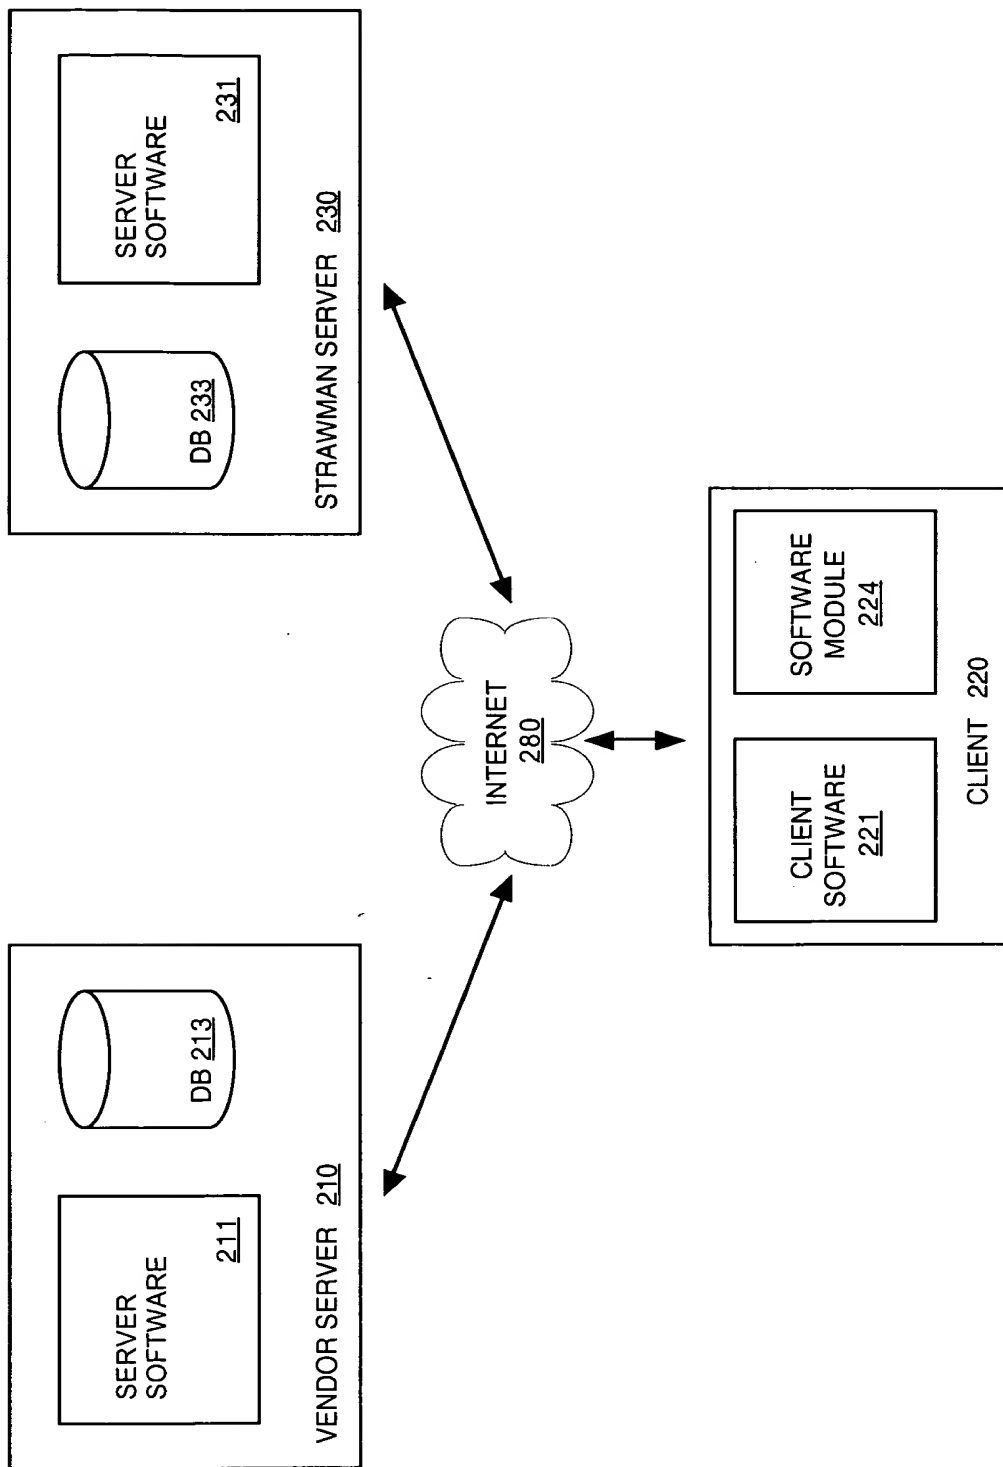 SERVER
SOFTWARE
211
DB 213
VENDOR SERVER 210
SERVER
SOFTWARE
231
DB 233
STRAWMAN SERVER 230
INTERNET
280
CLIENT
SOFTWARE
221
SOFTWARE
MODULE
224
CLIENT 220